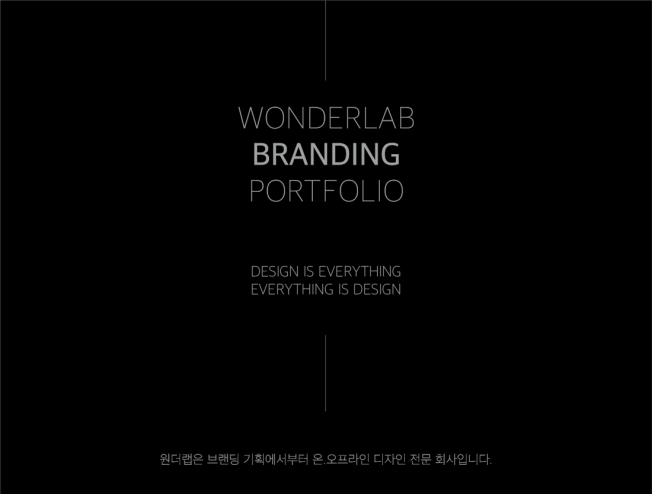 WONDERLAB
BRANDING
PORTFOLIO
DESIGN IS EVERYTHING
EVERYTHING IS DESIGN
원더랩은 브랜딩 기획에서부터 온.오프라인 디자인 전문 회사입니다.